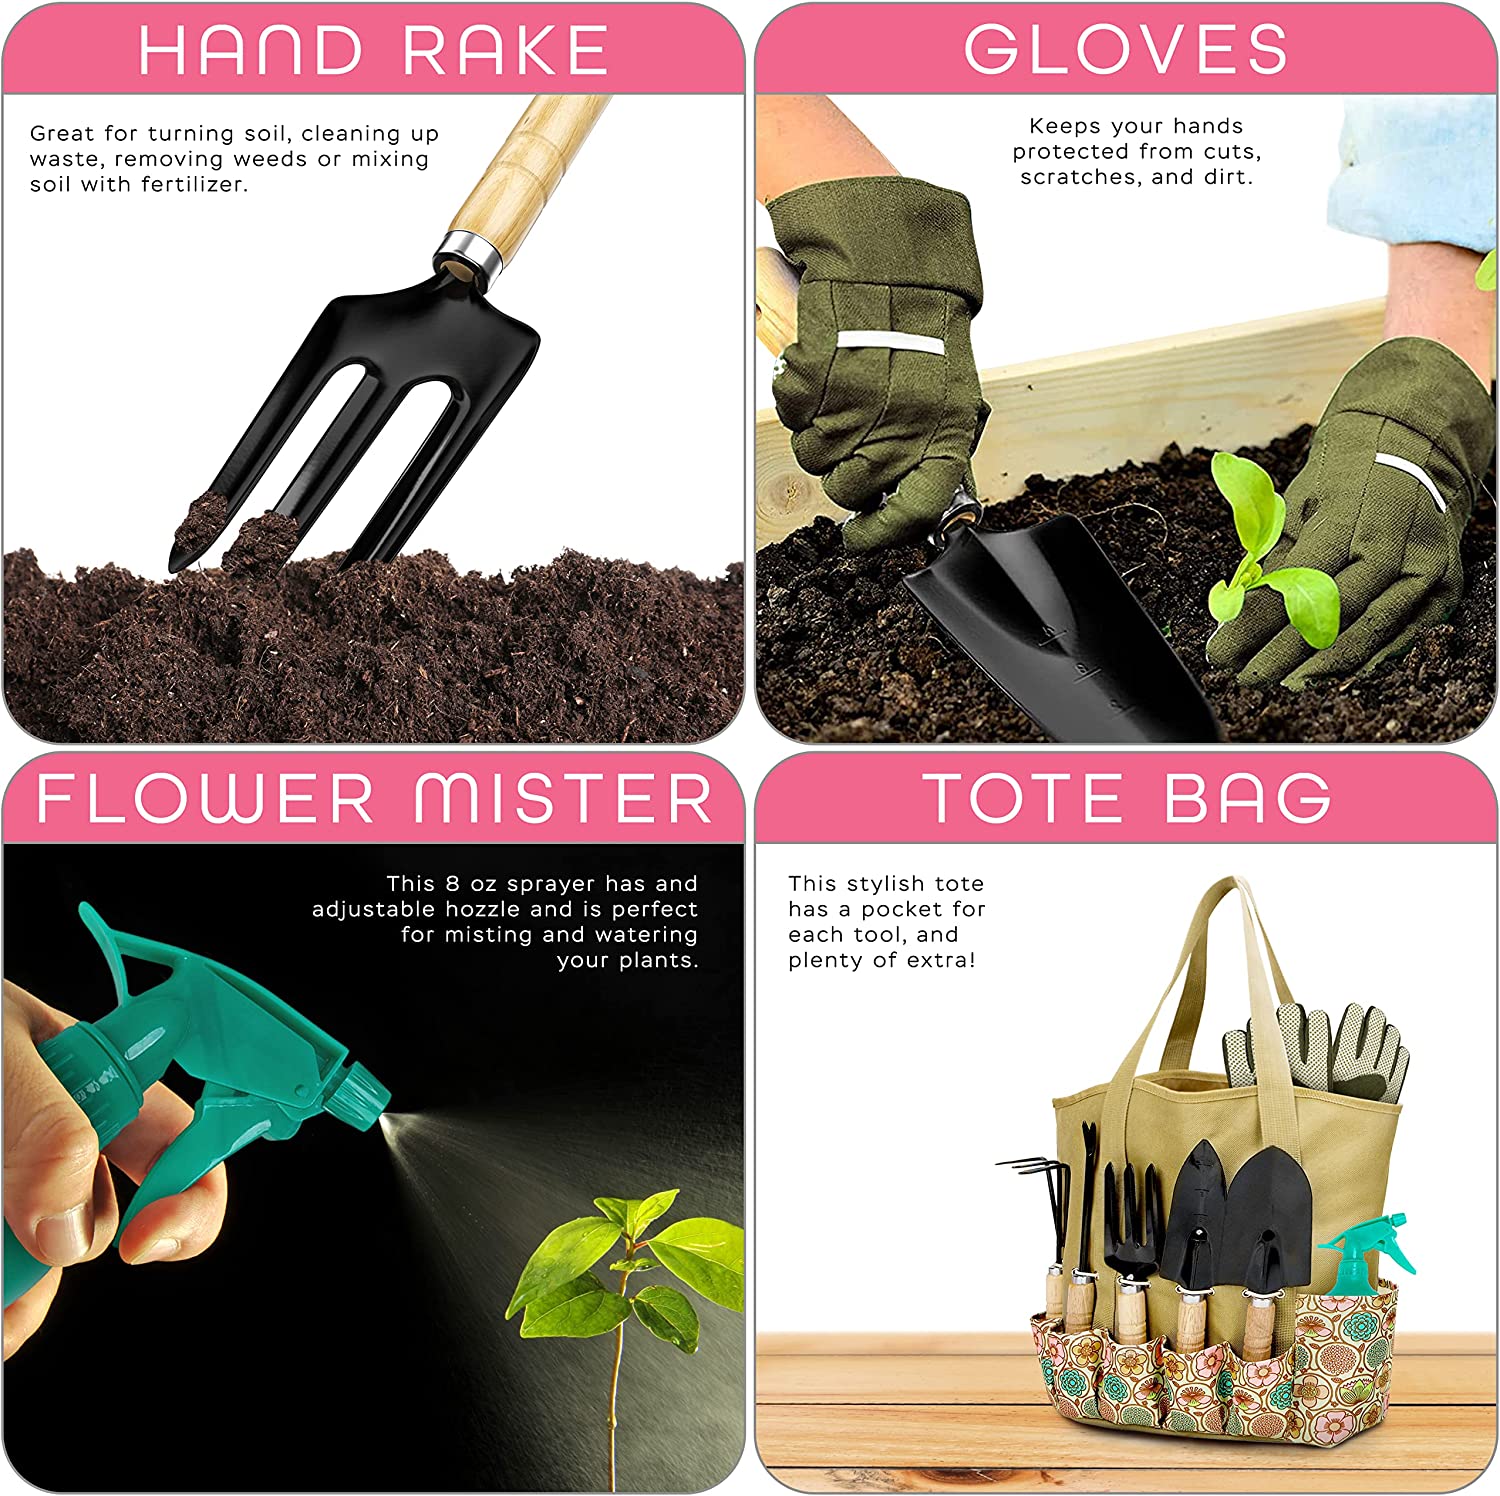 HAND RAKE
Great for turning soil, cleaning up
waste, removing weeds or mixing
soil with fertilizer.
GLOVES
Keeps your hands
protected from cuts,
scratches, and dirt.
FLOWER MISTER
This 8 oz sprayer has and
adjustable hozzle and is perfect
for misting and watering
your plants.
TOTE BAG
This stylish tote
has a pocket for
each tool, and
plenty of extra!